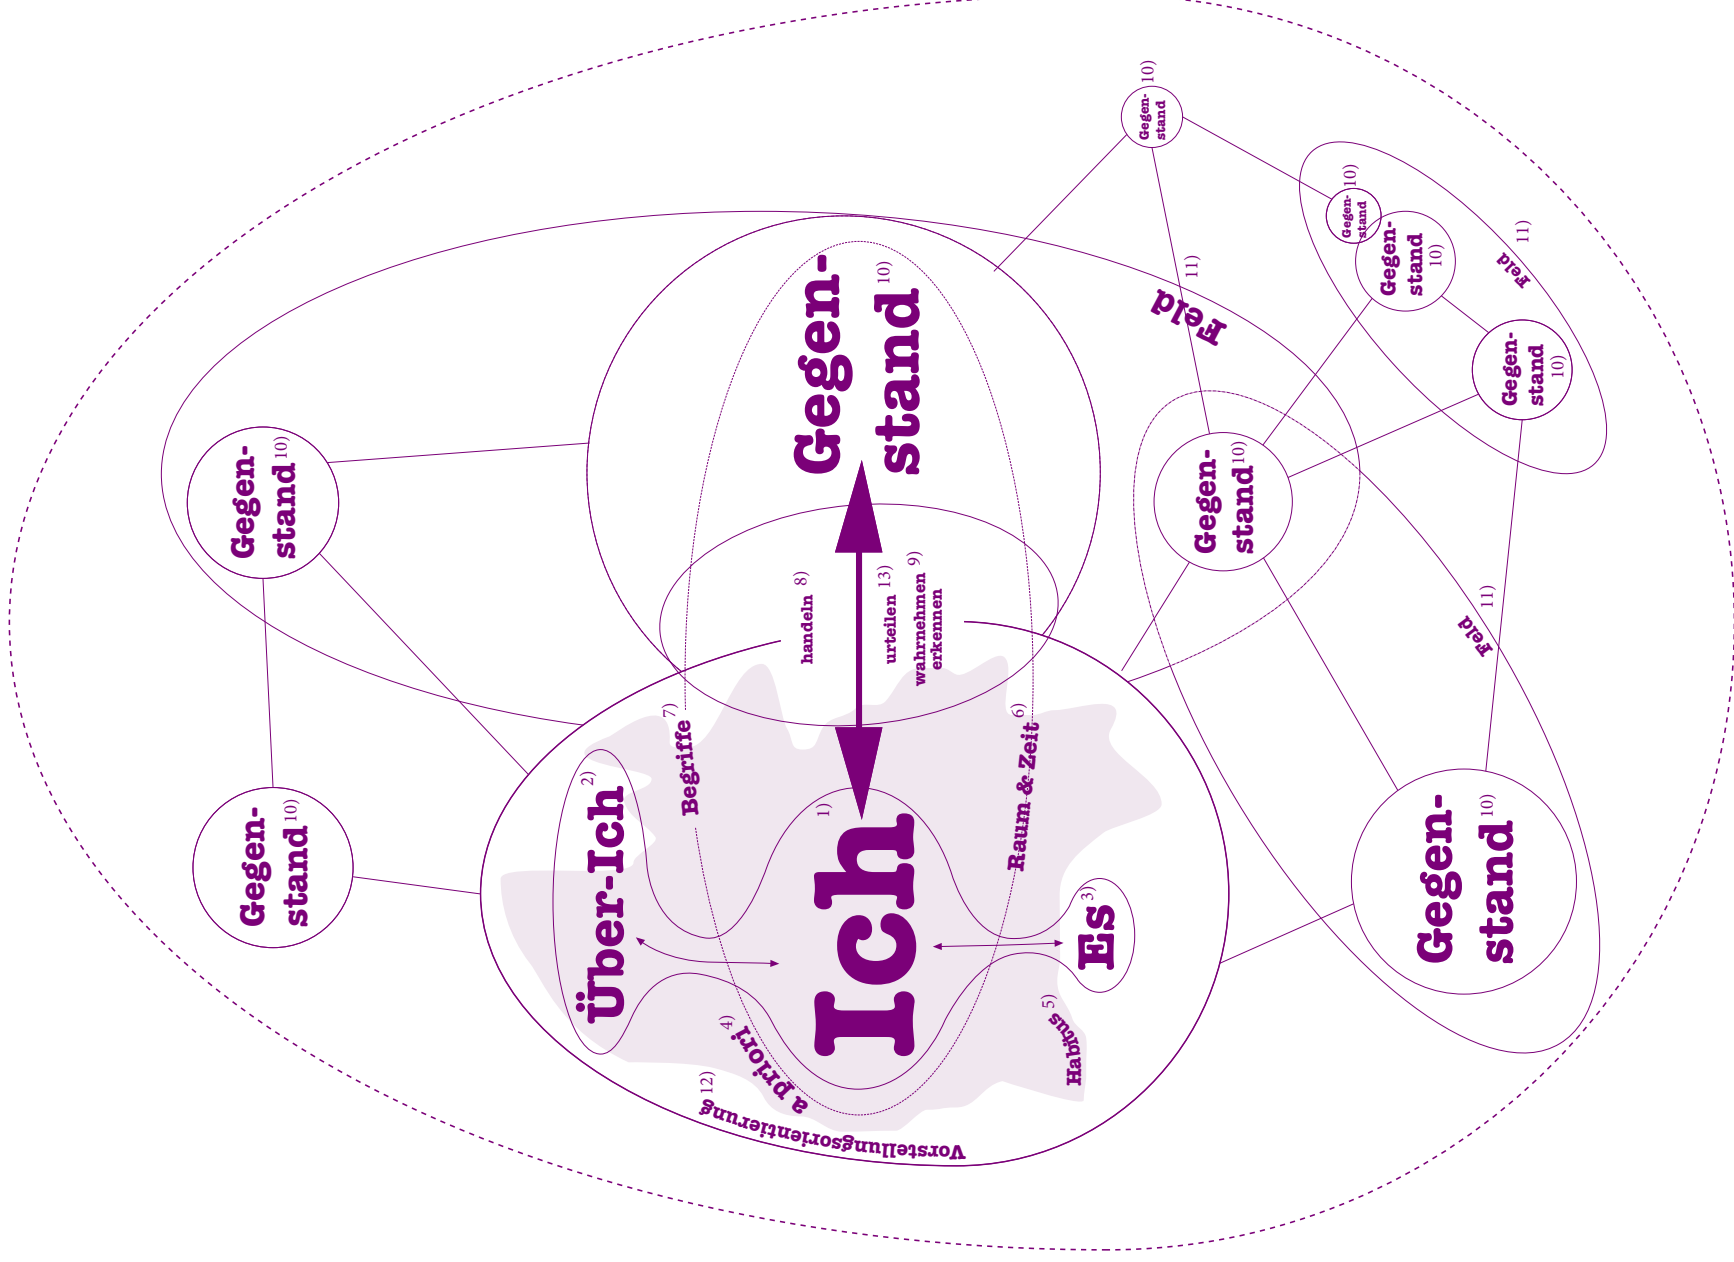 Gegen-
stand 10)
Gegen-
stand 10)
Über-Ich 2)
Begriffe 7)
a priori 4)
Vorstellungsorientierung 12)
handeln 8)
Gegen-
stand 10)
Ich 1)
urteilen 13)
wahrnehmen 9)
erkennen
Raum & Zeit 6)
Habitus 5)
Es 3)
Gegen-
stand 10)
Feld 11)
Gegen-
stand 10)
Gegen-
stand 10)
Gegen-
stand 10)
Gegen-
stand 10)
Feld 11)
Feld 11)
Gegen-
stand 10)